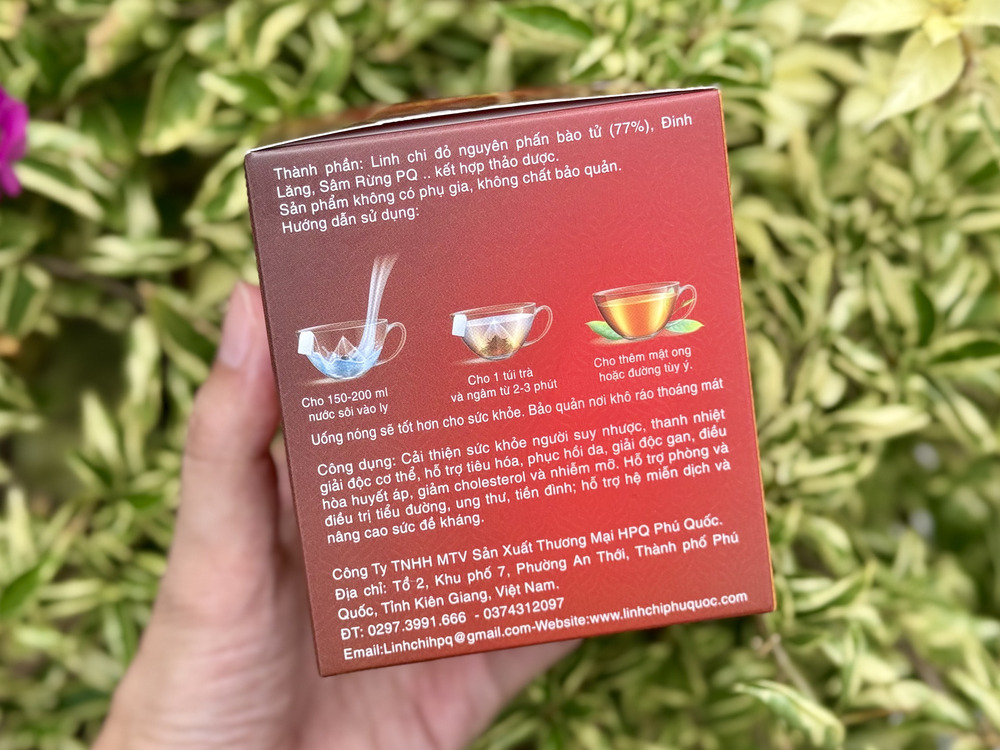 Thành phần: Linh chi đỏ nguyên phấn bào tử (77%), Đinh
Lăng, Sâm Rừng PQ .. kết hợp thảo dược.
Sản phẩm không có phụ gia, không chất bảo quản.
Hướng dẫn sử dụng:
Cho 150-200 ml
nước sôi vào ly
Cho 1 túi trà
và ngâm từ 2-3 phút
Cho thêm mật ong
hoặc đường tùy ý.
Uống nóng sẽ tốt hơn cho sức khỏe. Bảo quản nơi khô ráo thoáng mát
Công dụng: Cải thiện sức khỏe người suy nhược, thanh nhiệt
giải độc cơ thể, hỗ trợ tiêu hóa, phục hồi da, giải độc gan, điều
hòa huyết áp, giảm cholesterol và nhiễm mỡ. Hỗ trợ phòng và
điều trị tiểu đường, ung thư, tiền đình; hỗ trợ hệ miễn dịch và
nâng cao sức đề kháng.
Công Ty TNHH MTV Sản Xuất Thương Mại HPQ Phú Quốc.
Địa chỉ: Tổ 2, Khu phố 7, Phường An Thới, Thành phố Phú
Quốc, Tỉnh Kiên Giang, Việt Nam.
ĐT: 0297.3991.666 - 0374312097
Email:Linhchihpq@gmail.com-Website:www.linhchiphuquoc.com